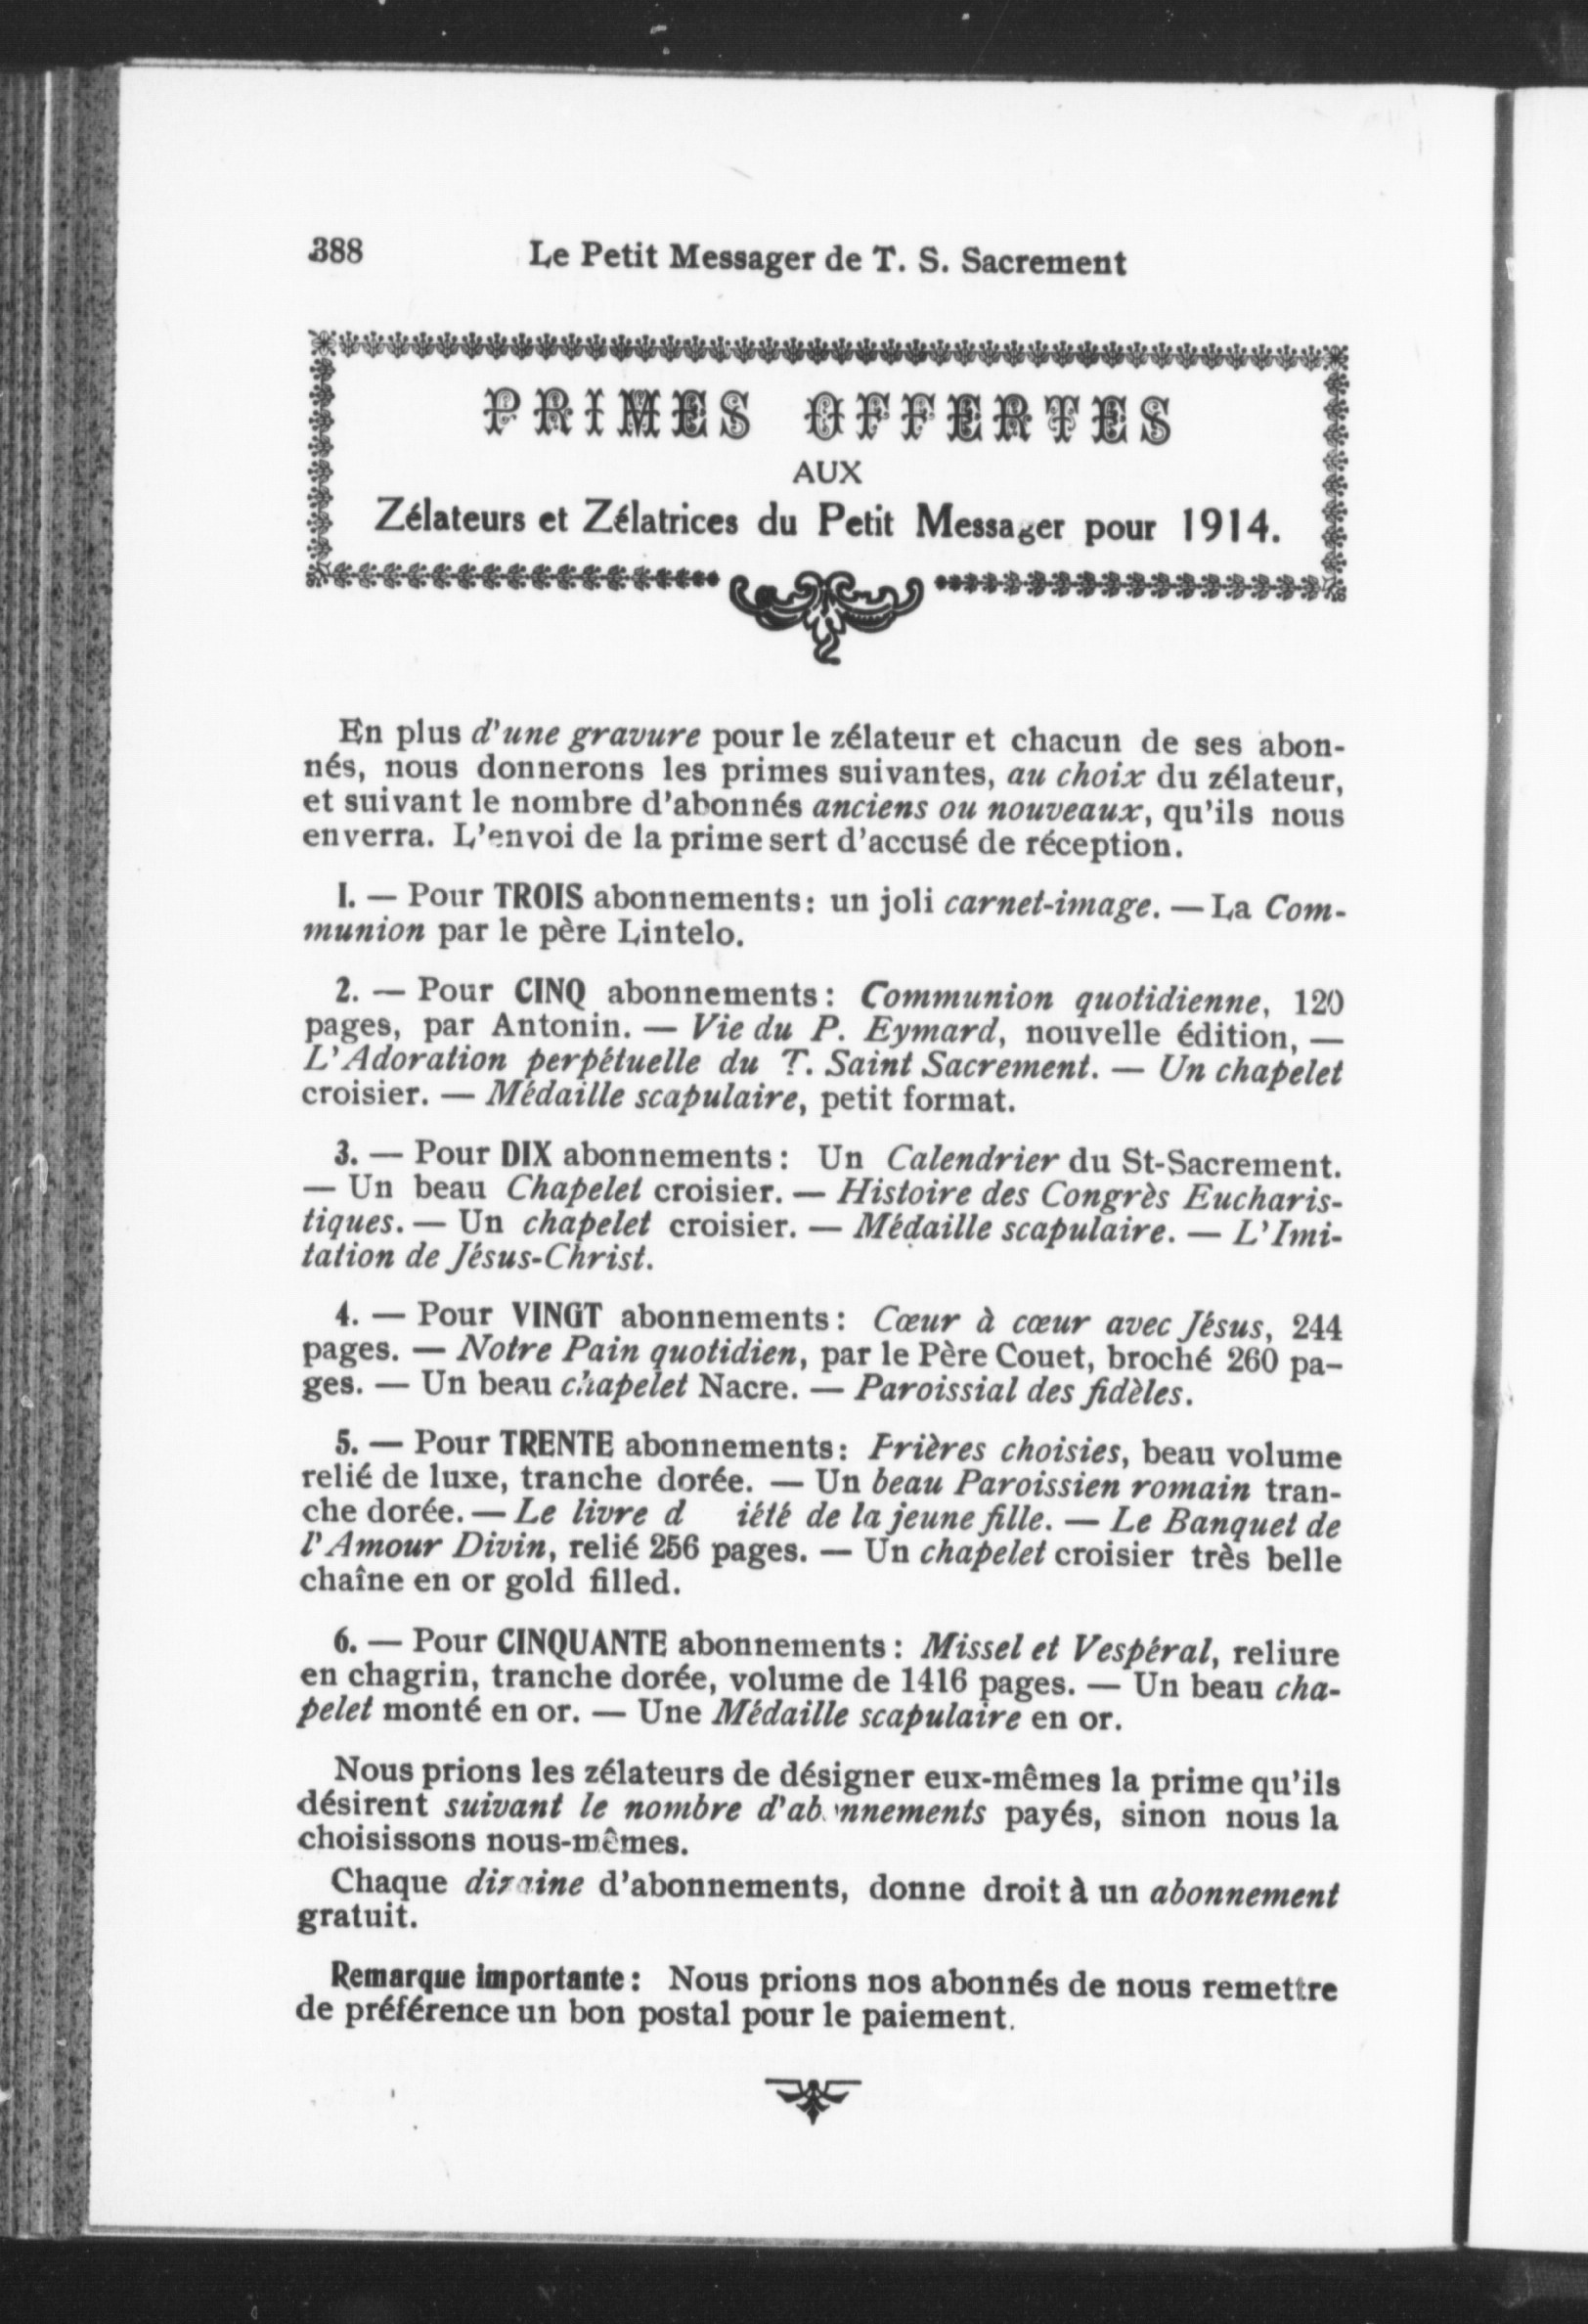 388 Le Petit Messager de T. S. Sacrement
PRIMES OFFERTES
AUX
Zélateurs et Zélatrices du Petit Messager pour 1914.
En plus d'une gravure pour le zélateur et chacun de ses abon-
nés, nous donnerons les primes suivantes, au choix du zélateur,
et suivant le nombre d'abonnés anciens ou nouveaux, qu'ils nous
enverra. L'envoi de la prime sert d'accusé de réception.
1. — Pour TROIS abonnements: un joli carnet-image. — La Com-
munion par le père Lintelo.
2. — Pour CINQ abonnements: Communion quotidienne, 120
pages, par Antonin. — Vie du P. Eymard, nouvelle édition, —
L'Adoration perpétuelle du T. Saint Sacrement. — Un chapelet
croisier. — Médaille scapulaire, petit format.
3. — Pour DIX abonnements: Un Calendrier du St-Sacrement.
— Un beau Chapelet croisier. — Histoire des Congrès Eucharis-
tiques. — Un chapelet croisier. — Médaille scapulaire. — L'Imi-
tation de Jésus-Christ.
4. — Pour VINGT abonnements: Cœur à cœur avec Jésus, 244
pages. — Notre Pain quotidien, par le Père Couet, broché 260 pa-
ges. — Un beau chapelet Nacre. — Paroissial des fidèles.
5. — Pour TRENTE abonnements: Prières choisies, beau volume
relié de luxe, tranche dorée. — Un beau Paroissien romain tran-
che dorée. — Le livre d iété de la jeune fille. — Le Banquet de
l'Amour Divin, relié 256 pages. — Un chapelet croisier très belle
chaîne en or gold filled.
6. — Pour CINQUANTE abonnements: Missel et Vespéral, reliure
en chagrin, tranche dorée, volume de 1416 pages. — Un beau cha-
pelet monté en or. — Une Médaille scapulaire en or.
Nous prions les zélateurs de désigner eux-mêmes la prime qu'ils
désirent suivant le nombre d'abonnements payés, sinon nous la
choisissons nous-mêmes.
Chaque dizaine d'abonnements, donne droit à un abonnement
gratuit.
Remarque importante: Nous prions nos abonnés de nous remettre
de préférence un bon postal pour le paiement.